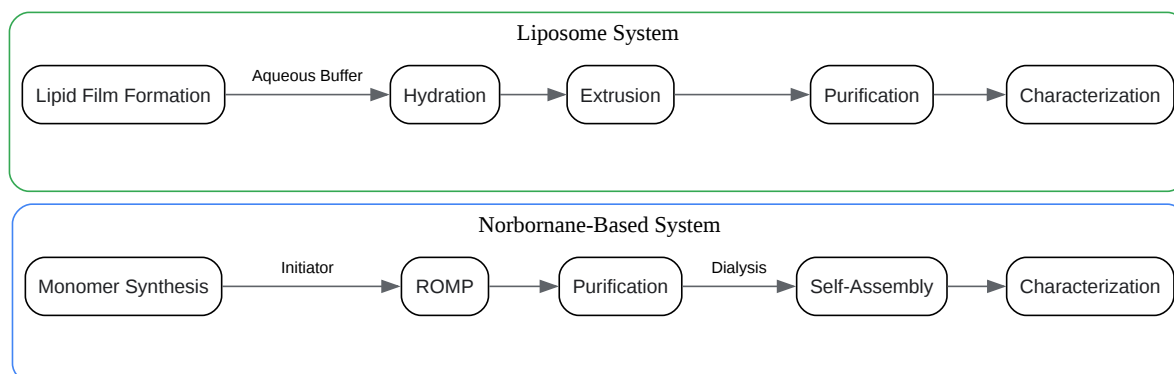 Liposome System
Lipid Film Formation
Aqueous Buffer
Hydration
Extrusion
Purification
Characterization
Norbornane-Based System
Monomer Synthesis
Initiator
ROMP
Purification
Dialysis
Self-Assembly
Characterization